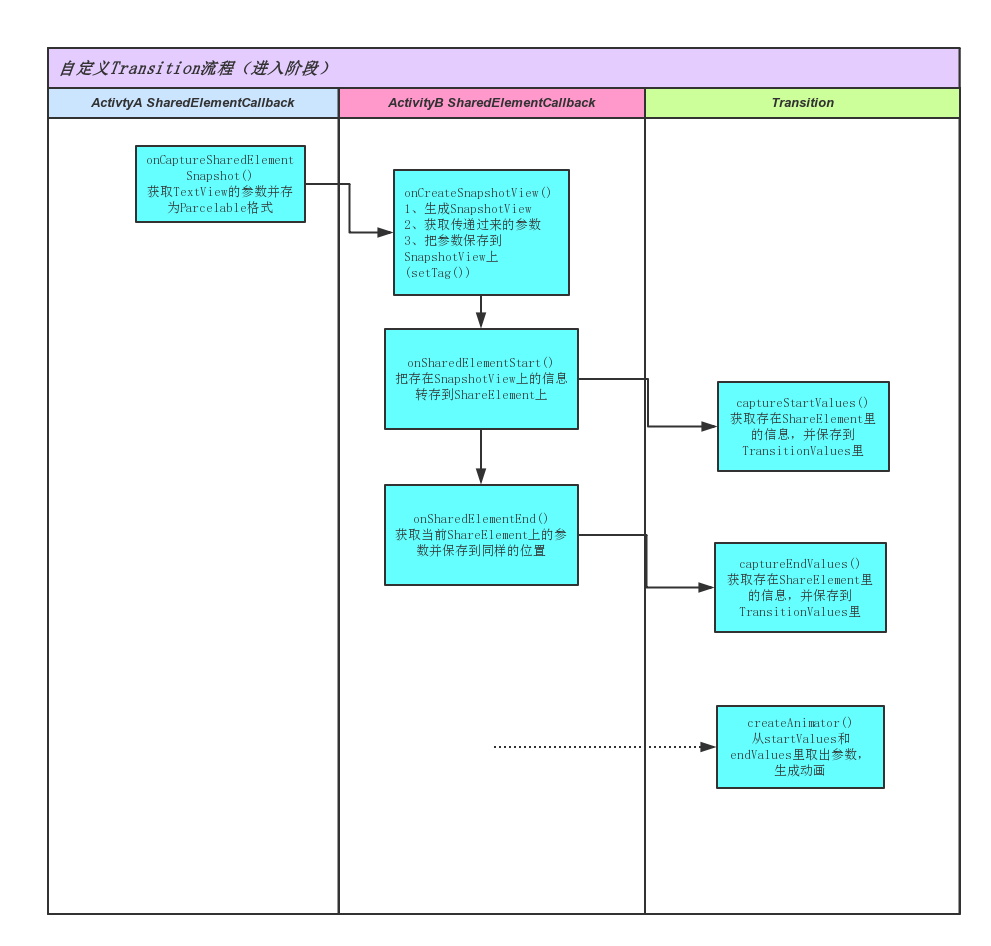 自定义Transition流程（进入阶段）
ActivtyA SharedElementCallback
ActivityB SharedElementCallback
Transition
onCaptureSharedElement
Snapshot()
获取TextView的参数并存
为Parcelable格式
onCreateSnapshotView()
1、生成SnapshotView
2、获取传递过来的参数
3、把参数保存到
SnapshotView上
(setTag())
onSharedElementStart()
把存在SnapshotView上的信息
转存到ShareElement上
captureStartValues()
获取存在ShareElement里
的信息，并保存到
TransitionValues里
onSharedElementEnd()
获取当前ShareElement上的参
数并保存到同样的位置
captureEndValues()
获取存在ShareElement里
的信息，并保存到
TransitionValues里
createAnimator()
从startValues和
endValues里取出参数，
生成动画